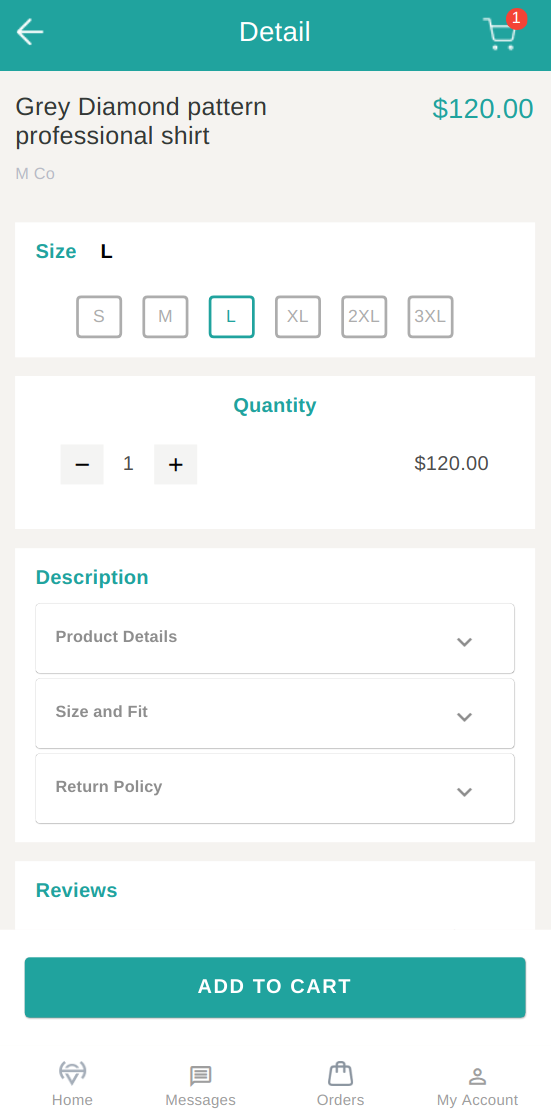 Detail
1
Grey Diamond pattern
professional shirt
$120.00
M Co
Size L
S M L XL 2XL 3XL
Quantity
− 1 + $120.00
Description
Product Details
Size and Fit
Return Policy
Reviews
ADD TO CART
Home Messages Orders My Account